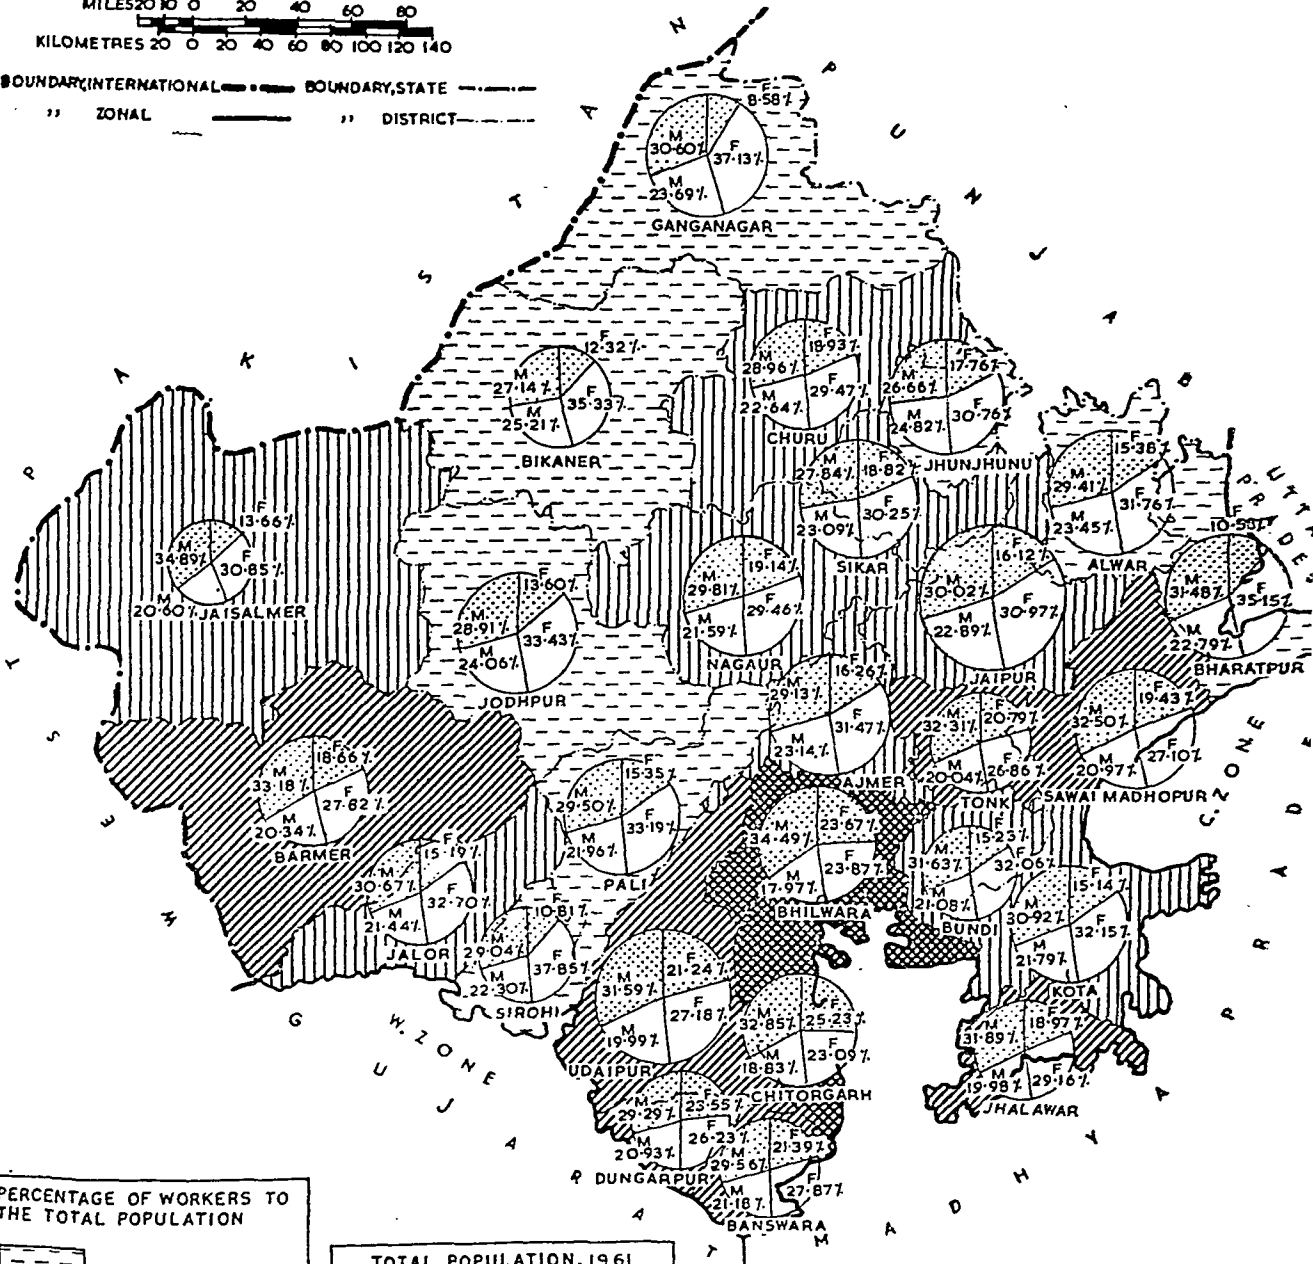 MILES 20 10 0 20 40 60 80
KILOMETRES 20 0 20 40 60 80 100 120 140
BOUNDARY, INTERNATIONAL BOUNDARY, STATE
,, ZONAL ,, DISTRICT
P A K I S T A N
P U N J A B
F 8·58%
M 30·60%
F 37·13%
M 23·69%
GANGANAGAR
F 12·32%
M 27·14%
F 35·33%
M 25·21%
BIKANER
F 18·93%
M 28·96%
F 29·47%
M 22·64%
CHURU
F 17·76%
M 26·66%
F 30·76%
M 24·82%
JHUNJHUNU
F 15·38%
M 29·41%
F 31·76%
M 23·45%
ALWAR
F 18·82%
M 27·84%
F 30·25%
M 23·09%
SIKAR
F 13·66%
M 34·89%
F 30·85%
M 20·60%
JAISALMER
F 13·60%
M 28·91%
F 33·43%
M 24·06%
JODHPUR
F 19·14%
M 29·81%
F 29·46%
M 21·59%
NAGAUR
F 16·12%
M 30·02%
F 30·97%
M 22·89%
JAIPUR
F 10·58%
M 31·48%
F 35·15%
M 22·79%
BHARATPUR
F 16·26%
M 29·13%
F 31·47%
M 23·14%
AJMER
F 20·79%
M 32·31%
F 26·86%
M 20·04%
TONK
F 19·43%
M 32·50%
F 27·10%
M 20·97%
SAWAI MADHOPUR
F 18·66%
M 33·18%
F 27·82%
M 20·34%
BARMER
F 15·35
M 29·50%
F 33·19%
M 21·96%
PALI
F 15·19%
M 30·67%
F 32·70%
M 21·44%
JALOR
F 23·67%
M 34·49%
F 23·87%
M 17·97%
BHILWARA
F 15·23%
M 31·63%
F 32·06%
M 21·08%
BUNDI
F 15·14%
M 30·92%
F 32·15%
M 21·79%
KOTA
F 10·81%
M 29·04%
F 37·85%
M 22·30%
SIROHI
F 21·24%
M 31·59%
F 27·18%
M 19·99%
UDAIPUR
F 25·23%
M 32·85%
F 23·09%
M 18·83%
CHITORGARH
F 18·97%
M 31·89%
F 29·16%
M 19·98%
JHALAWAR
F 23·55%
M 29·29%
F 26·23%
M 20·93%
DUNGARPUR
F 21·39%
M 29·56%
F 27·87%
M 21·18%
BANSWARA
W. ZONE
C. ZONE
W E S T
G U J A R A T
M A D H Y A P R A D E
PERCENTAGE OF WORKERS TO
THE TOTAL POPULATION
TOTAL POPULATION, 1961